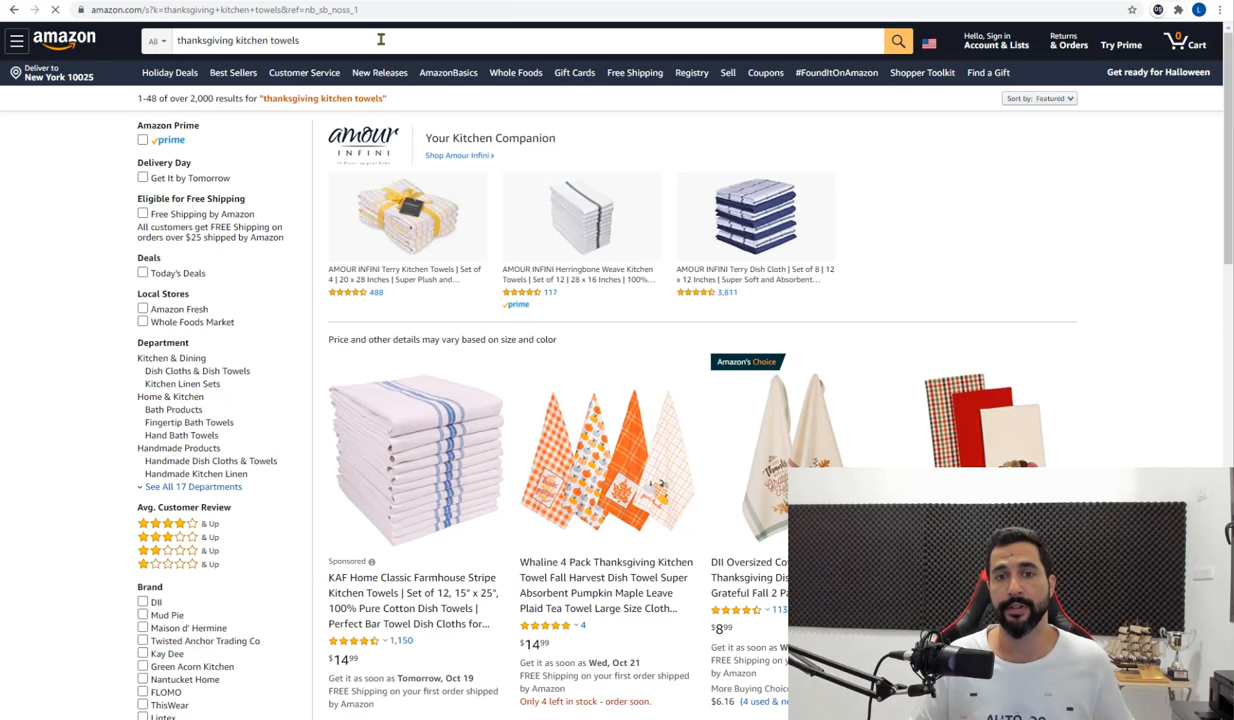 amazon.com/s?k=thanksgiving+kitchen+towels&ref=nb_sb_noss_1
amazon
All
thanksgiving kitchen towels
Hello, Sign in
Account & Lists
Returns
& Orders
Try Prime
0
Cart
Deliver to
New York 10025
Holiday Deals
Best Sellers
Customer Service
New Releases
AmazonBasics
Whole Foods
Gift Cards
Free Shipping
Registry
Sell
Coupons
#FoundItOnAmazon
Shopper Toolkit
Find a Gift
Get ready for Halloween
1-48 of over 2,000 results for "thanksgiving kitchen towels"
Sort by: Featured
Amazon Prime
prime
Delivery Day
Get It by Tomorrow
Eligible for Free Shipping
Free Shipping by Amazon
All customers get FREE Shipping on
orders over $25 shipped by Amazon
Deals
Today's Deals
Local Stores
Amazon Fresh
Whole Foods Market
Department
Kitchen & Dining
Dish Cloths & Dish Towels
Kitchen Linen Sets
Home & Kitchen
Bath Products
Fingertip Bath Towels
Hand Bath Towels
Handmade Products
Handmade Dish Cloths & Towels
Handmade Kitchen Linen
See All 17 Departments
Avg. Customer Review
& Up
& Up
& Up
& Up
Brand
DII
Mud Pie
Maison d' Hermine
Twisted Anchor Trading Co
Kay Dee
Green Acorn Kitchen
Nantucket Home
FLOMO
ThisWear
Lintex
amour
INFINI
Your Kitchen Companion
Shop Amour Infini
AMOUR INFINI Terry Kitchen Towels | Set of
4 | 20 x 28 Inches | Super Plush and...
488
AMOUR INFINI Herringbone Weave Kitchen
Towels | Set of 12 | 28 x 16 Inches | 100%...
117
prime
AMOUR INFINI Terry Dish Cloth | Set of 8 | 12
x 12 Inches | Super Soft and Absorbent...
3,811
Price and other details may vary based on size and color
Sponsored
KAF Home Classic Farmhouse Stripe
Kitchen Towels | Set of 12, 15" x 25",
100% Pure Cotton Dish Towels |
Perfect Bar Towel Dish Cloths for...
1,150
$14 99
Get it as soon as Tomorrow, Oct 19
FREE Shipping on your first order shipped
by Amazon
Whaline 4 Pack Thanksgiving Kitchen
Towel Fall Harvest Dish Towel Super
Absorbent Pumpkin Maple Leave
Plaid Tea Towel Large Size Cloth...
4
$14 99
Get it as soon as Wed, Oct 21
FREE Shipping on your first order shipped
by Amazon
Only 4 left in stock - order soon.
Amazon's Choice
DII Oversized Co
Thanksgiving Dis
Grateful Fall 2 Pa
113
$8 99
Get it as soon as
FREE Shipping on
by Amazon
More Buying Choice
$6.16 (4 used & n